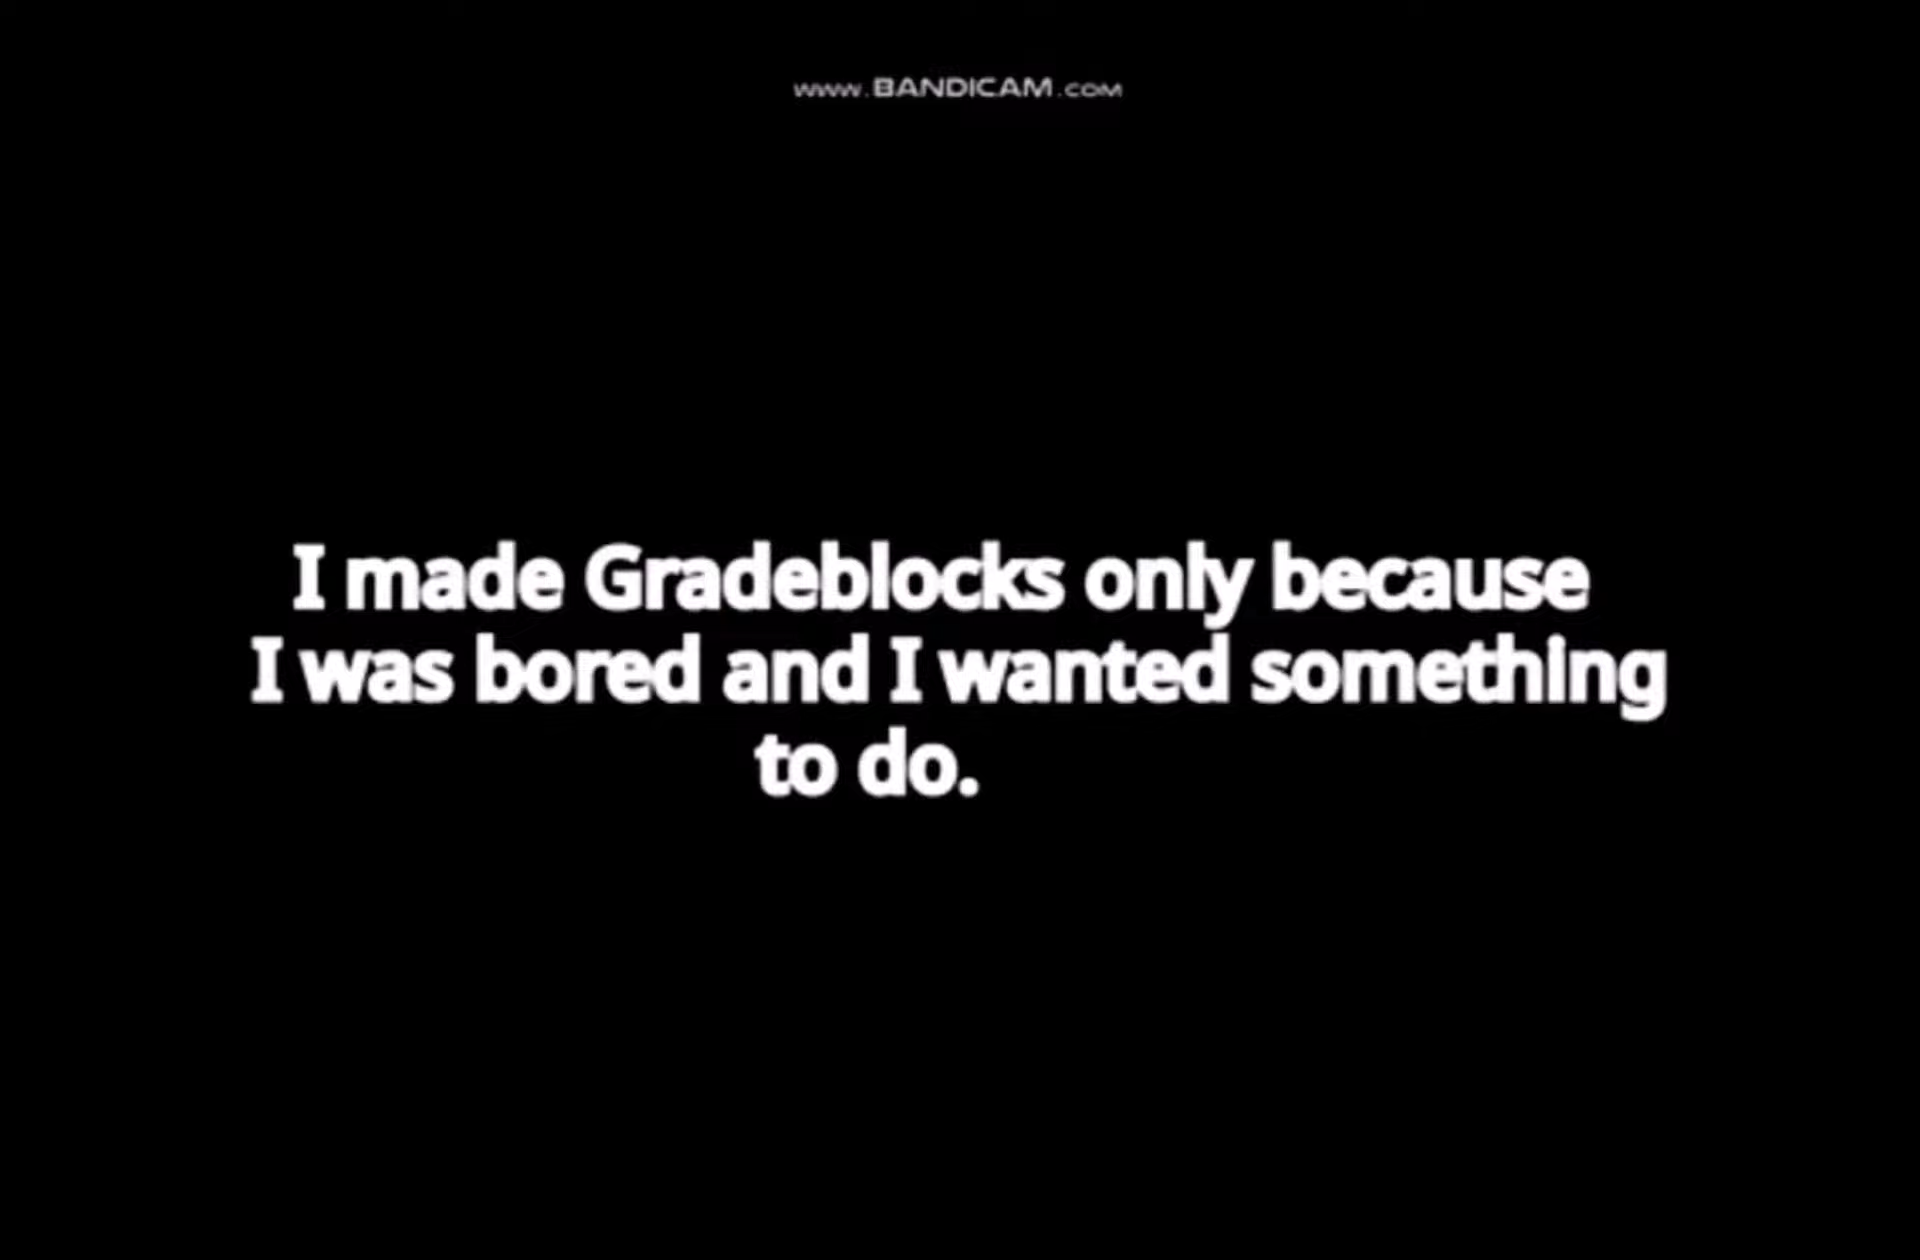 www.BANDICAM.com
I made Gradeblocks only because
I was bored and I wanted something
to do.